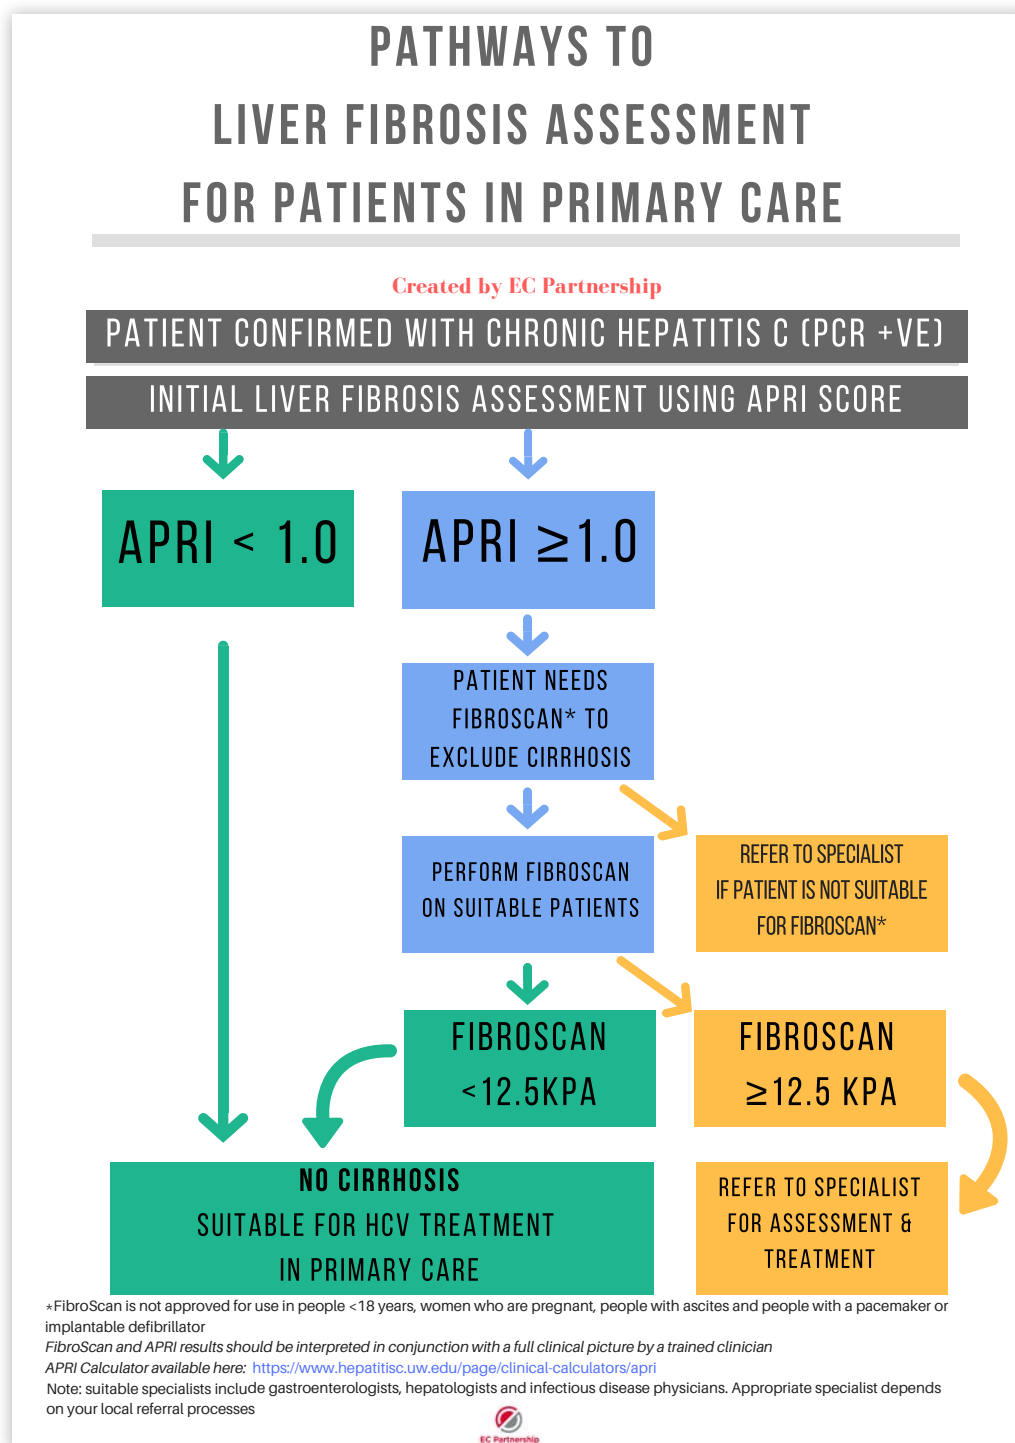 PATHWAYS TO
LIVER FIBROSIS ASSESSMENT
FOR PATIENTS IN PRIMARY CARE
Created by EC Partnership
PATIENT CONFIRMED WITH CHRONIC HEPATITIS C (PCR +VE)
INITIAL LIVER FIBROSIS ASSESSMENT USING APRI SCORE
APRI < 1.0
APRI ≥1.0
PATIENT NEEDS
FIBROSCAN* TO
EXCLUDE CIRRHOSIS
PERFORM FIBROSCAN
ON SUITABLE PATIENTS
REFER TO SPECIALIST
IF PATIENT IS NOT SUITABLE
FOR FIBROSCAN*
FIBROSCAN
<12.5KPA
FIBROSCAN
≥12.5 KPA
NO CIRRHOSIS
SUITABLE FOR HCV TREATMENT
IN PRIMARY CARE
REFER TO SPECIALIST
FOR ASSESSMENT &
TREATMENT
*FibroScan is not approved for use in people <18 years, women who are pregnant, people with ascites and people with a pacemaker or
implantable defibrillator
FibroScan and APRI results should be interpreted in conjunction with a full clinical picture by a trained clinician
APRI Calculator available here: https://www.hepatitisc.uw.edu/page/clinical-calculators/apri
Note: suitable specialists include gastroenterologists, hepatologists and infectious disease physicians. Appropriate specialist depends
on your local referral processes
EC Partnership